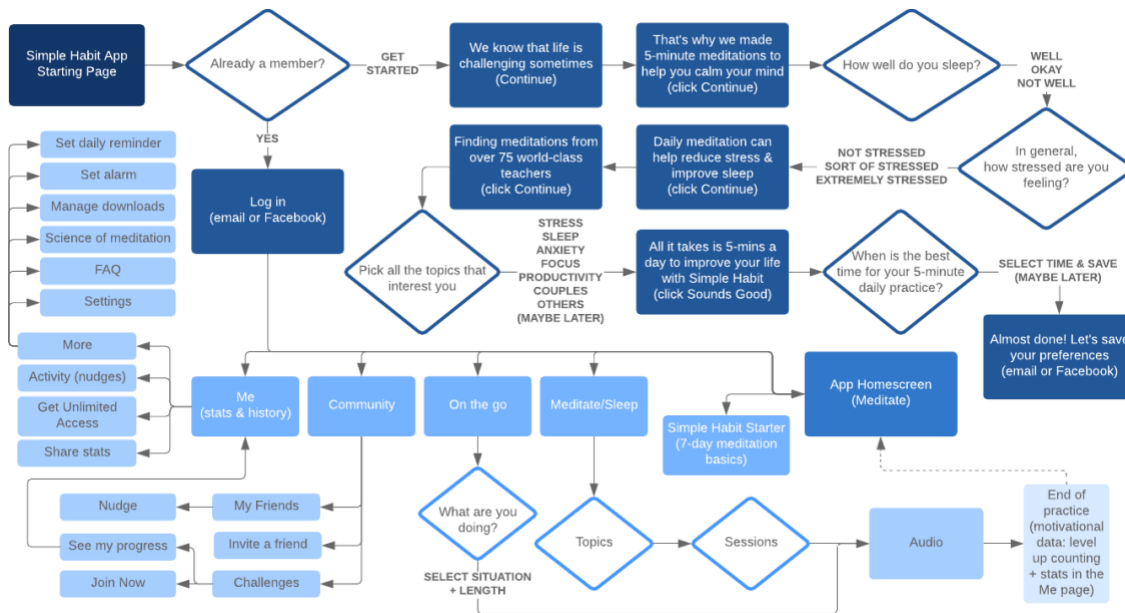 Simple Habit App
Starting Page
Already a member?
GET
STARTED
We know that life is
challenging sometimes
(Continue)
That's why we made
5-minute meditations to
help you calm your mind
(click Continue)
How well do you sleep?
WELL
OKAY
NOT WELL
YES
In general,
how stressed are you
feeling?
NOT STRESSED
SORT OF STRESSED
EXTREMELY STRESSED
Daily meditation can
help reduce stress &
improve sleep
(click Continue)
Finding meditations from
over 75 world-class
teachers
(click Continue)
Log in
(email or Facebook)
Pick all the topics that
interest you
STRESS
SLEEP
ANXIETY
FOCUS
PRODUCTIVITY
COUPLES
OTHERS
(MAYBE LATER)
All it takes is 5-mins a
day to improve your life
with Simple Habit
(click Sounds Good)
When is the best
time for your 5-minute
daily practice?
SELECT TIME & SAVE
(MAYBE LATER)
Almost done! Let's save
your preferences
(email or Facebook)
Set daily reminder
Set alarm
Manage downloads
Science of meditation
FAQ
Settings
More
Activity (nudges)
Get Unlimited
Access
Share stats
Me
(stats & history)
Community
On the go
Meditate/Sleep
Simple Habit Starter
(7-day meditation
basics)
App Homescreen
(Meditate)
Nudge
My Friends
See my progress
Invite a friend
Join Now
Challenges
What are you
doing?
SELECT SITUATION
+ LENGTH
Topics
Sessions
Audio
End of
practice
(motivational
data: level
up counting
+ stats in the
Me page)